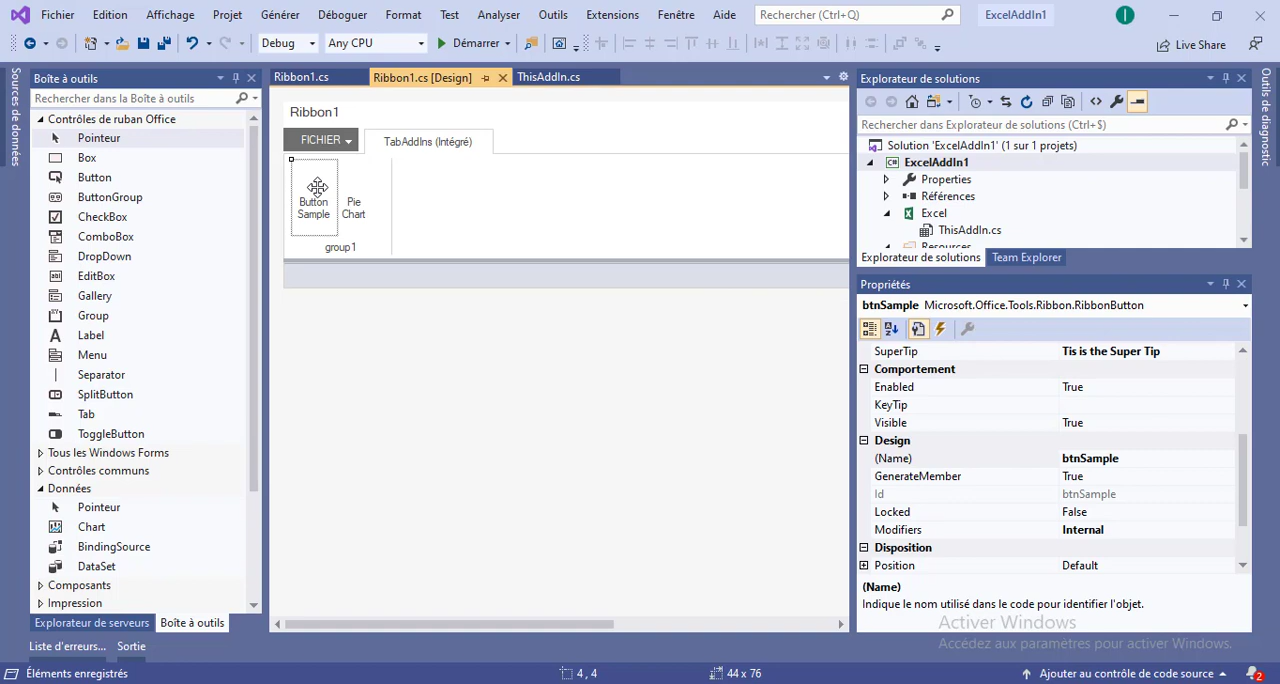 Fichier Edition Affichage Projet Générer Déboguer Format Test Analyser Outils Extensions Fenêtre Aide Rechercher (Ctrl+Q) ExcelAddIn1 I
Debug Any CPU Démarrer Live Share
Sources de données
Boîte à outils
Rechercher dans la Boîte à outils
Contrôles de ruban Office
Pointeur
Box
Button
ButtonGroup
CheckBox
ComboBox
DropDown
EditBox
Gallery
Group
Label
Menu
Separator
SplitButton
Tab
ToggleButton
Tous les Windows Forms
Contrôles communs
Données
Pointeur
Chart
BindingSource
DataSet
Composants
Impression
Explorateur de serveurs Boîte à outils
Liste d'erreurs... Sortie
Ribbon1.cs Ribbon1.cs [Design] ThisAddIn.cs
Ribbon1
FICHIER TabAddIns (Intégré)
Button
Sample
Pie
Chart
group1
Explorateur de solutions
Rechercher dans Explorateur de solutions (Ctrl+$)
Solution 'ExcelAddIn1' (1 sur 1 projets)
ExcelAddIn1
Properties
Références
Excel
ThisAddIn.cs
Resources
Explorateur de solutions Team Explorer
Outils de diagnostic
Propriétés
btnSample Microsoft.Office.Tools.Ribbon.RibbonButton
SuperTip Tis is the Super Tip
Comportement
Enabled True
KeyTip
Visible True
Design
(Name) btnSample
GenerateMember True
Id btnSample
Locked False
Modifiers Internal
Disposition
Position Default
(Name)
Indique le nom utilisé dans le code pour identifier l'objet.
Activer Windows
Accédez aux paramètres pour activer Windows.
Éléments enregistrés 4 , 4 44 x 76 Ajouter au contrôle de code source 2